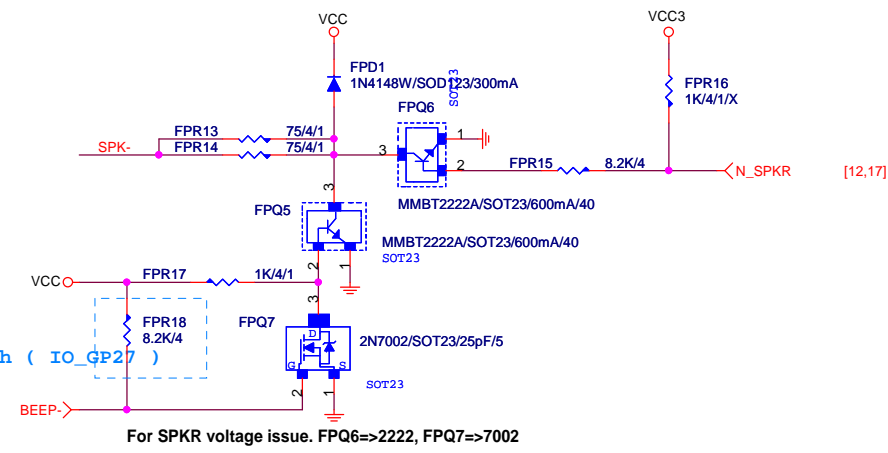 VCC
VCC3
FPD1
1N4148W/SOD123/300mA
SOT23
FPR16
1K/4/1/X
FPQ6
FPR13
75/4/1
SPK-
FPR14
75/4/1
3
1
2
FPR15
8.2K/4
N_SPKR
[12,17]
MMBT2222A/SOT23/600mA/40
3
FPQ5
MMBT2222A/SOT23/600mA/40
SOT23
2
1
VCC
FPR17
1K/4/1
3
FPR18
8.2K/4
FPQ7
D
G
S
2N7002/SOT23/25pF/5
h ( IO_GP27 )
SOT23
2
1
BEEP-
For SPKR voltage issue. FPQ6=>2222, FPQ7=>7002